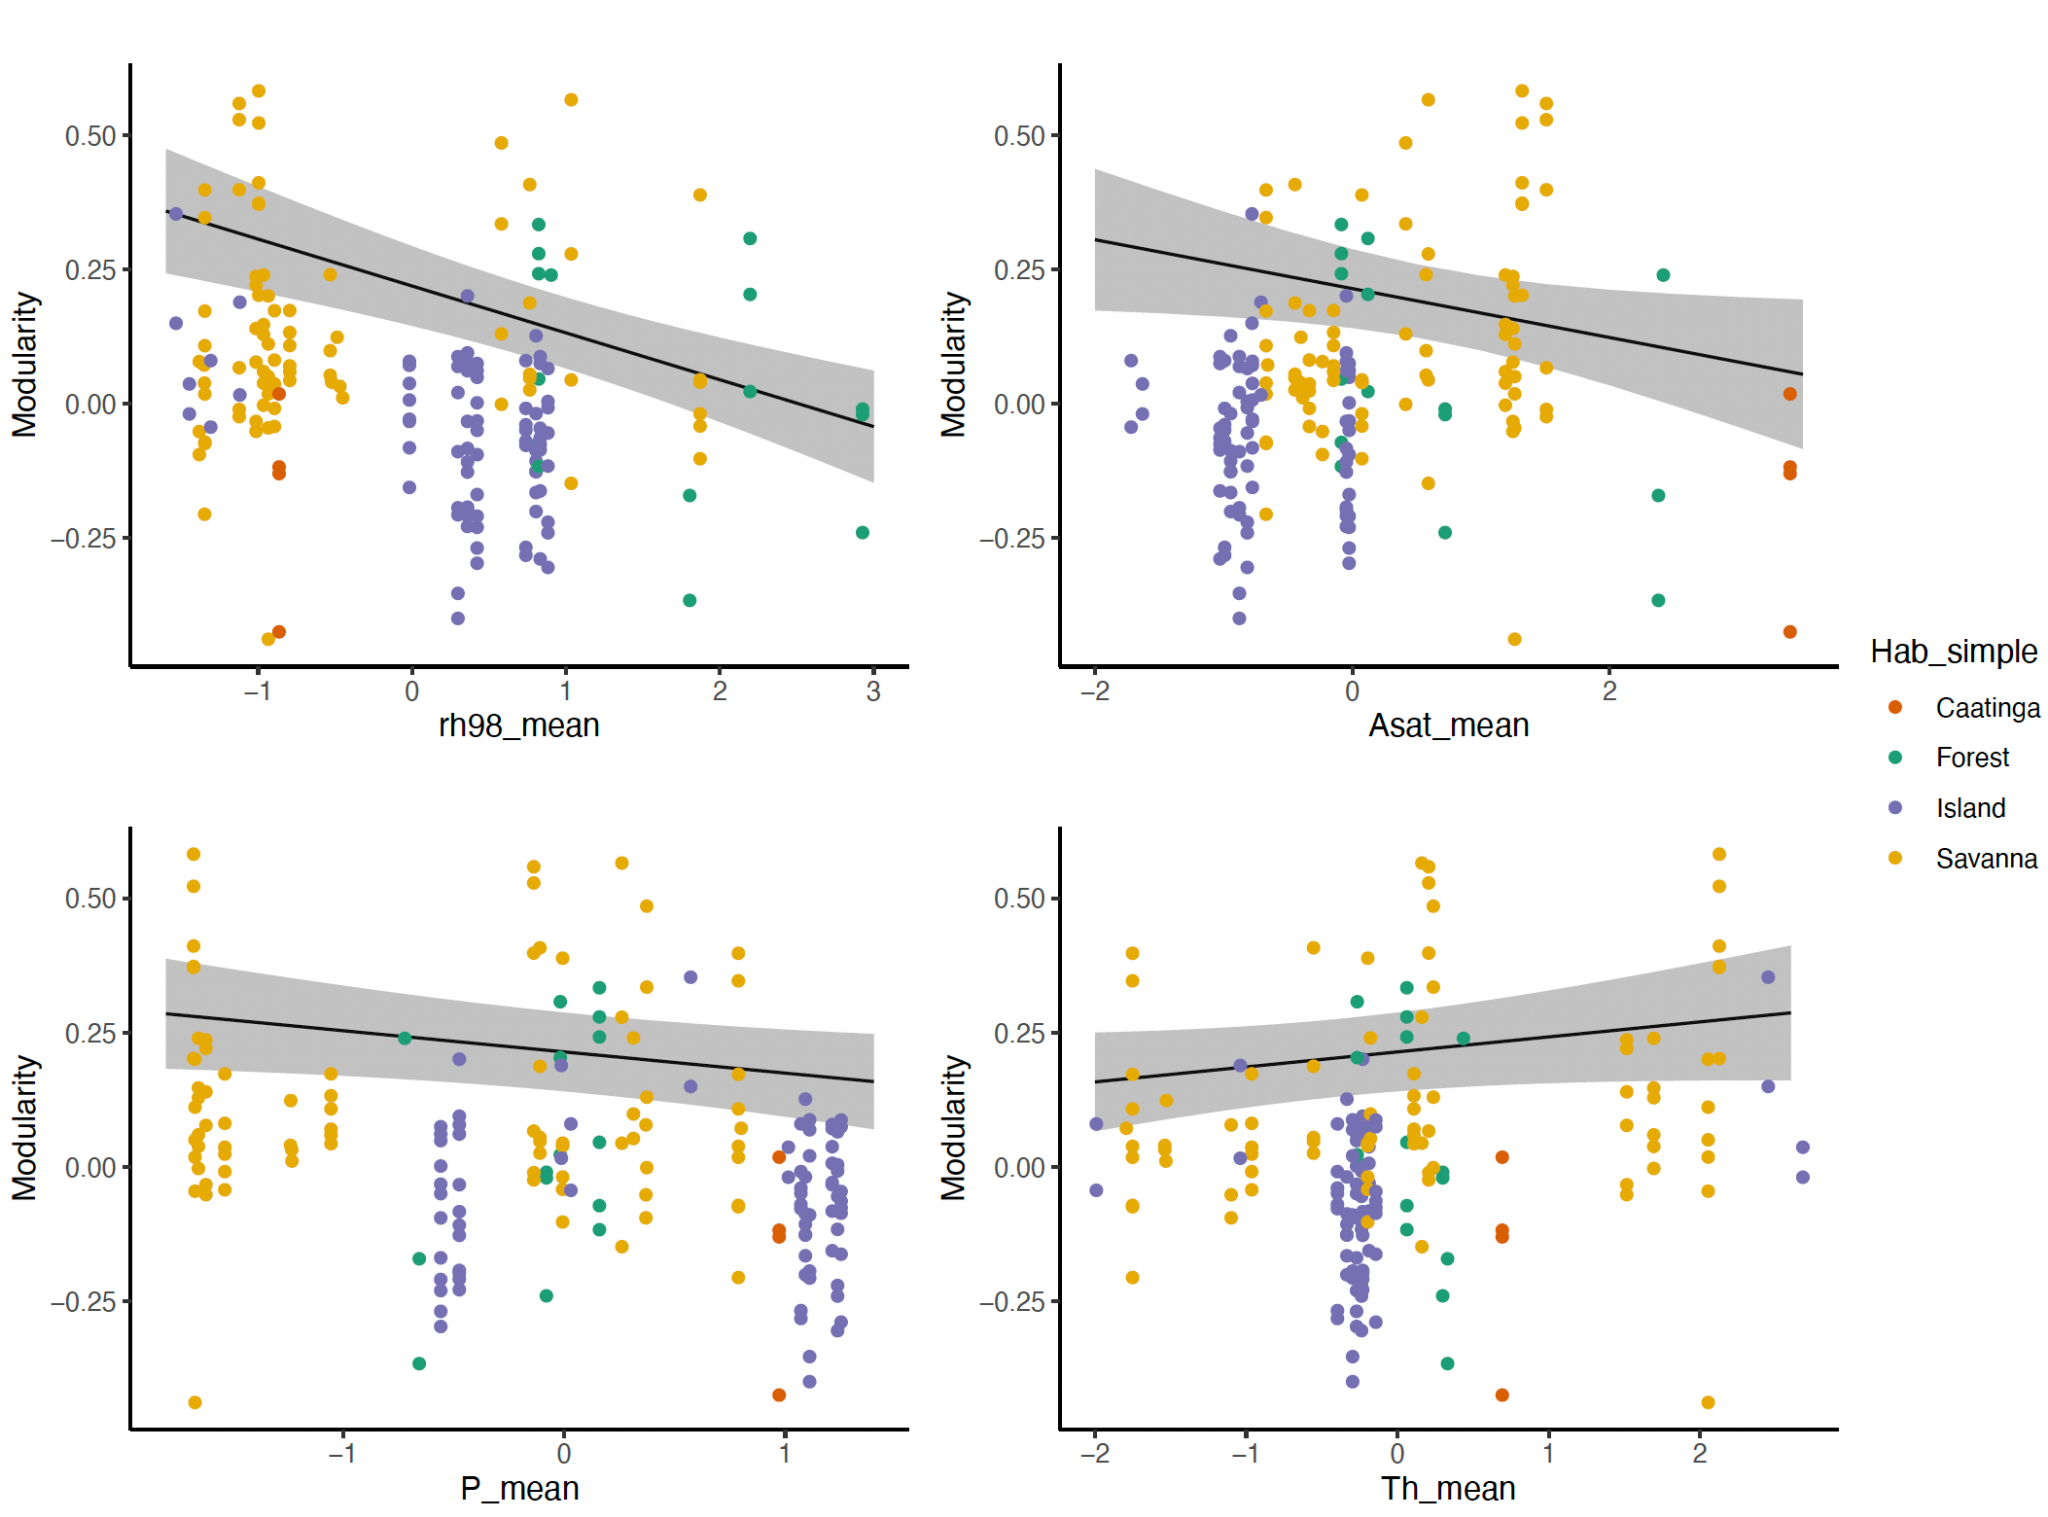 Modularity
0.50
0.25
0.00
−0.25
−1
0
1
2
3
rh98_mean
Modularity
0.50
0.25
0.00
−0.25
−2
0
2
Asat_mean
Modularity
0.50
0.25
0.00
−0.25
−1
0
1
P_mean
Modularity
0.50
0.25
0.00
−0.25
−2
−1
0
1
2
Th_mean
Hab_simple
Caatinga
Forest
Island
Savanna